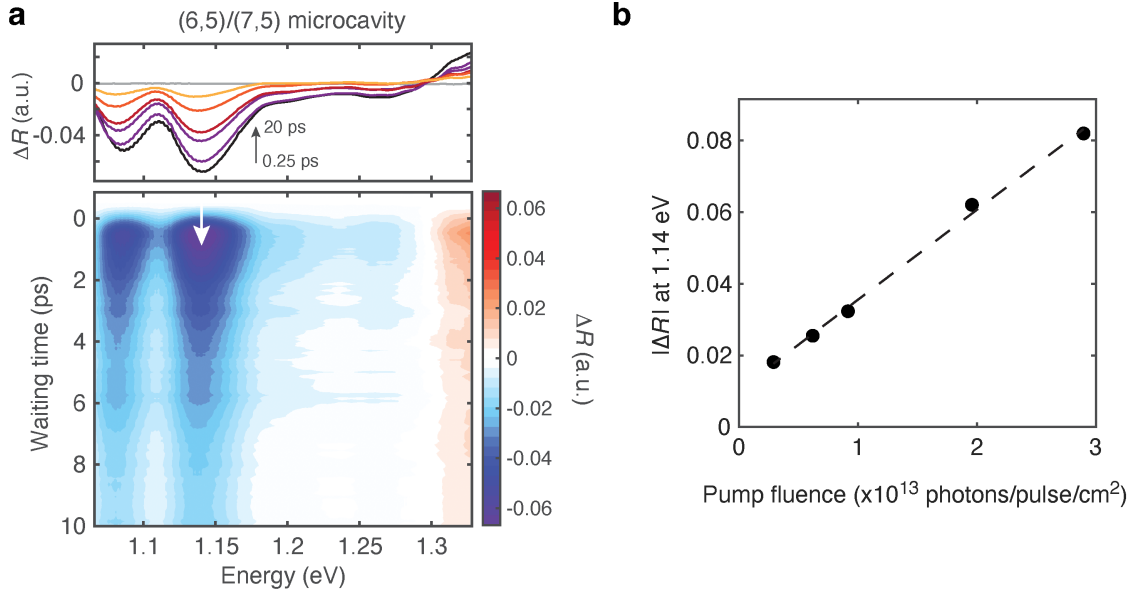 a
(6,5)/(7,5) microcavity
0
-0.04
ΔR (a.u.)
20 ps
0.25 ps
0
2
4
6
8
10
Waiting time (ps)
1.1
1.15
1.2
1.25
1.3
Energy (eV)
0.06
0.04
0.02
0
-0.02
-0.04
-0.06
ΔR (a.u.)
b
0.08
0.06
0.04
0.02
0
|ΔR| at 1.14 eV
0
1
2
3
Pump fluence (x10¹³ photons/pulse/cm²)